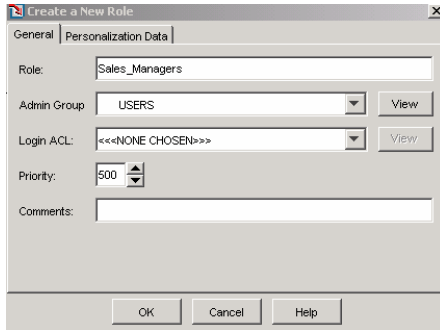 Create a New Role
General Personalization Data
Role: Sales_Managers
Admin Group USERS View
Login ACL: <<<NONE CHOSEN>>> View
Priority: 500
Comments:
OK Cancel Help